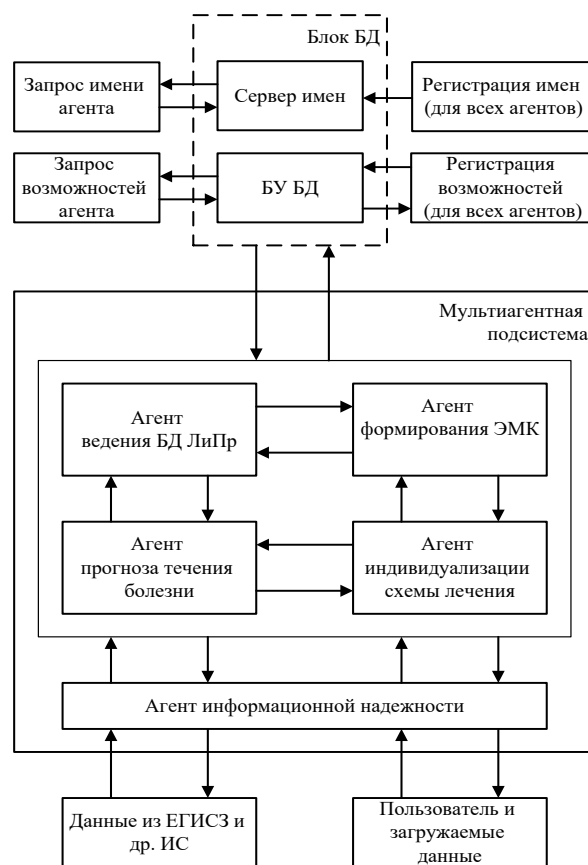 Блок БД
Запрос имени
агента
Сервер имен
Регистрация имен
(для всех агентов)
Запрос
возможностей
агента
БУ БД
Регистрация
возможностей
(для всех агентов)
Мультиагентная
подсистема
Агент
ведения БД ЛиПр
Агент
формирования ЭМК
Агент
прогноза течения
болезни
Агент
индивидуализации
схемы лечения
Агент информационной надежности
Данные из ЕГИСЗ и
др. ИС
Пользователь и
загружаемые
данные